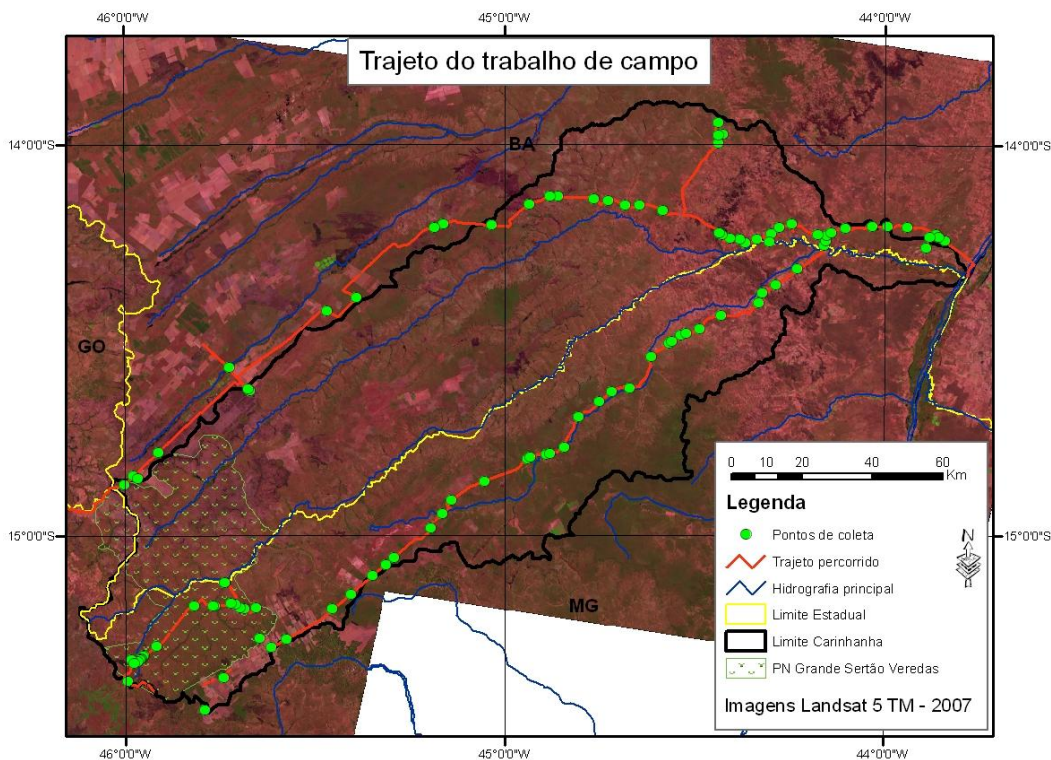 46°0'0"W 45°0'0"W 44°0'0"W
Trajeto do trabalho de campo
14°0'0"S BA 14°0'0"S
GO
0 10 20 40 60
Km
Legenda
Pontos de coleta
N
Trajeto percorrido
Hidrografia principal
15°0'0"S 15°0'0"S
MG
Limite Estadual
Limite Carinhanha
PN Grande Sertão Veredas
Imagens Landsat 5 TM - 2007
46°0'0"W 45°0'0"W 44°0'0"W